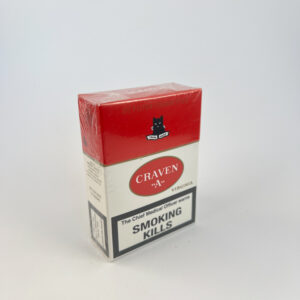 CRAVEN
"A"
VIRGINIA
The Chief Medical Officer warns
SMOKING
KILLS